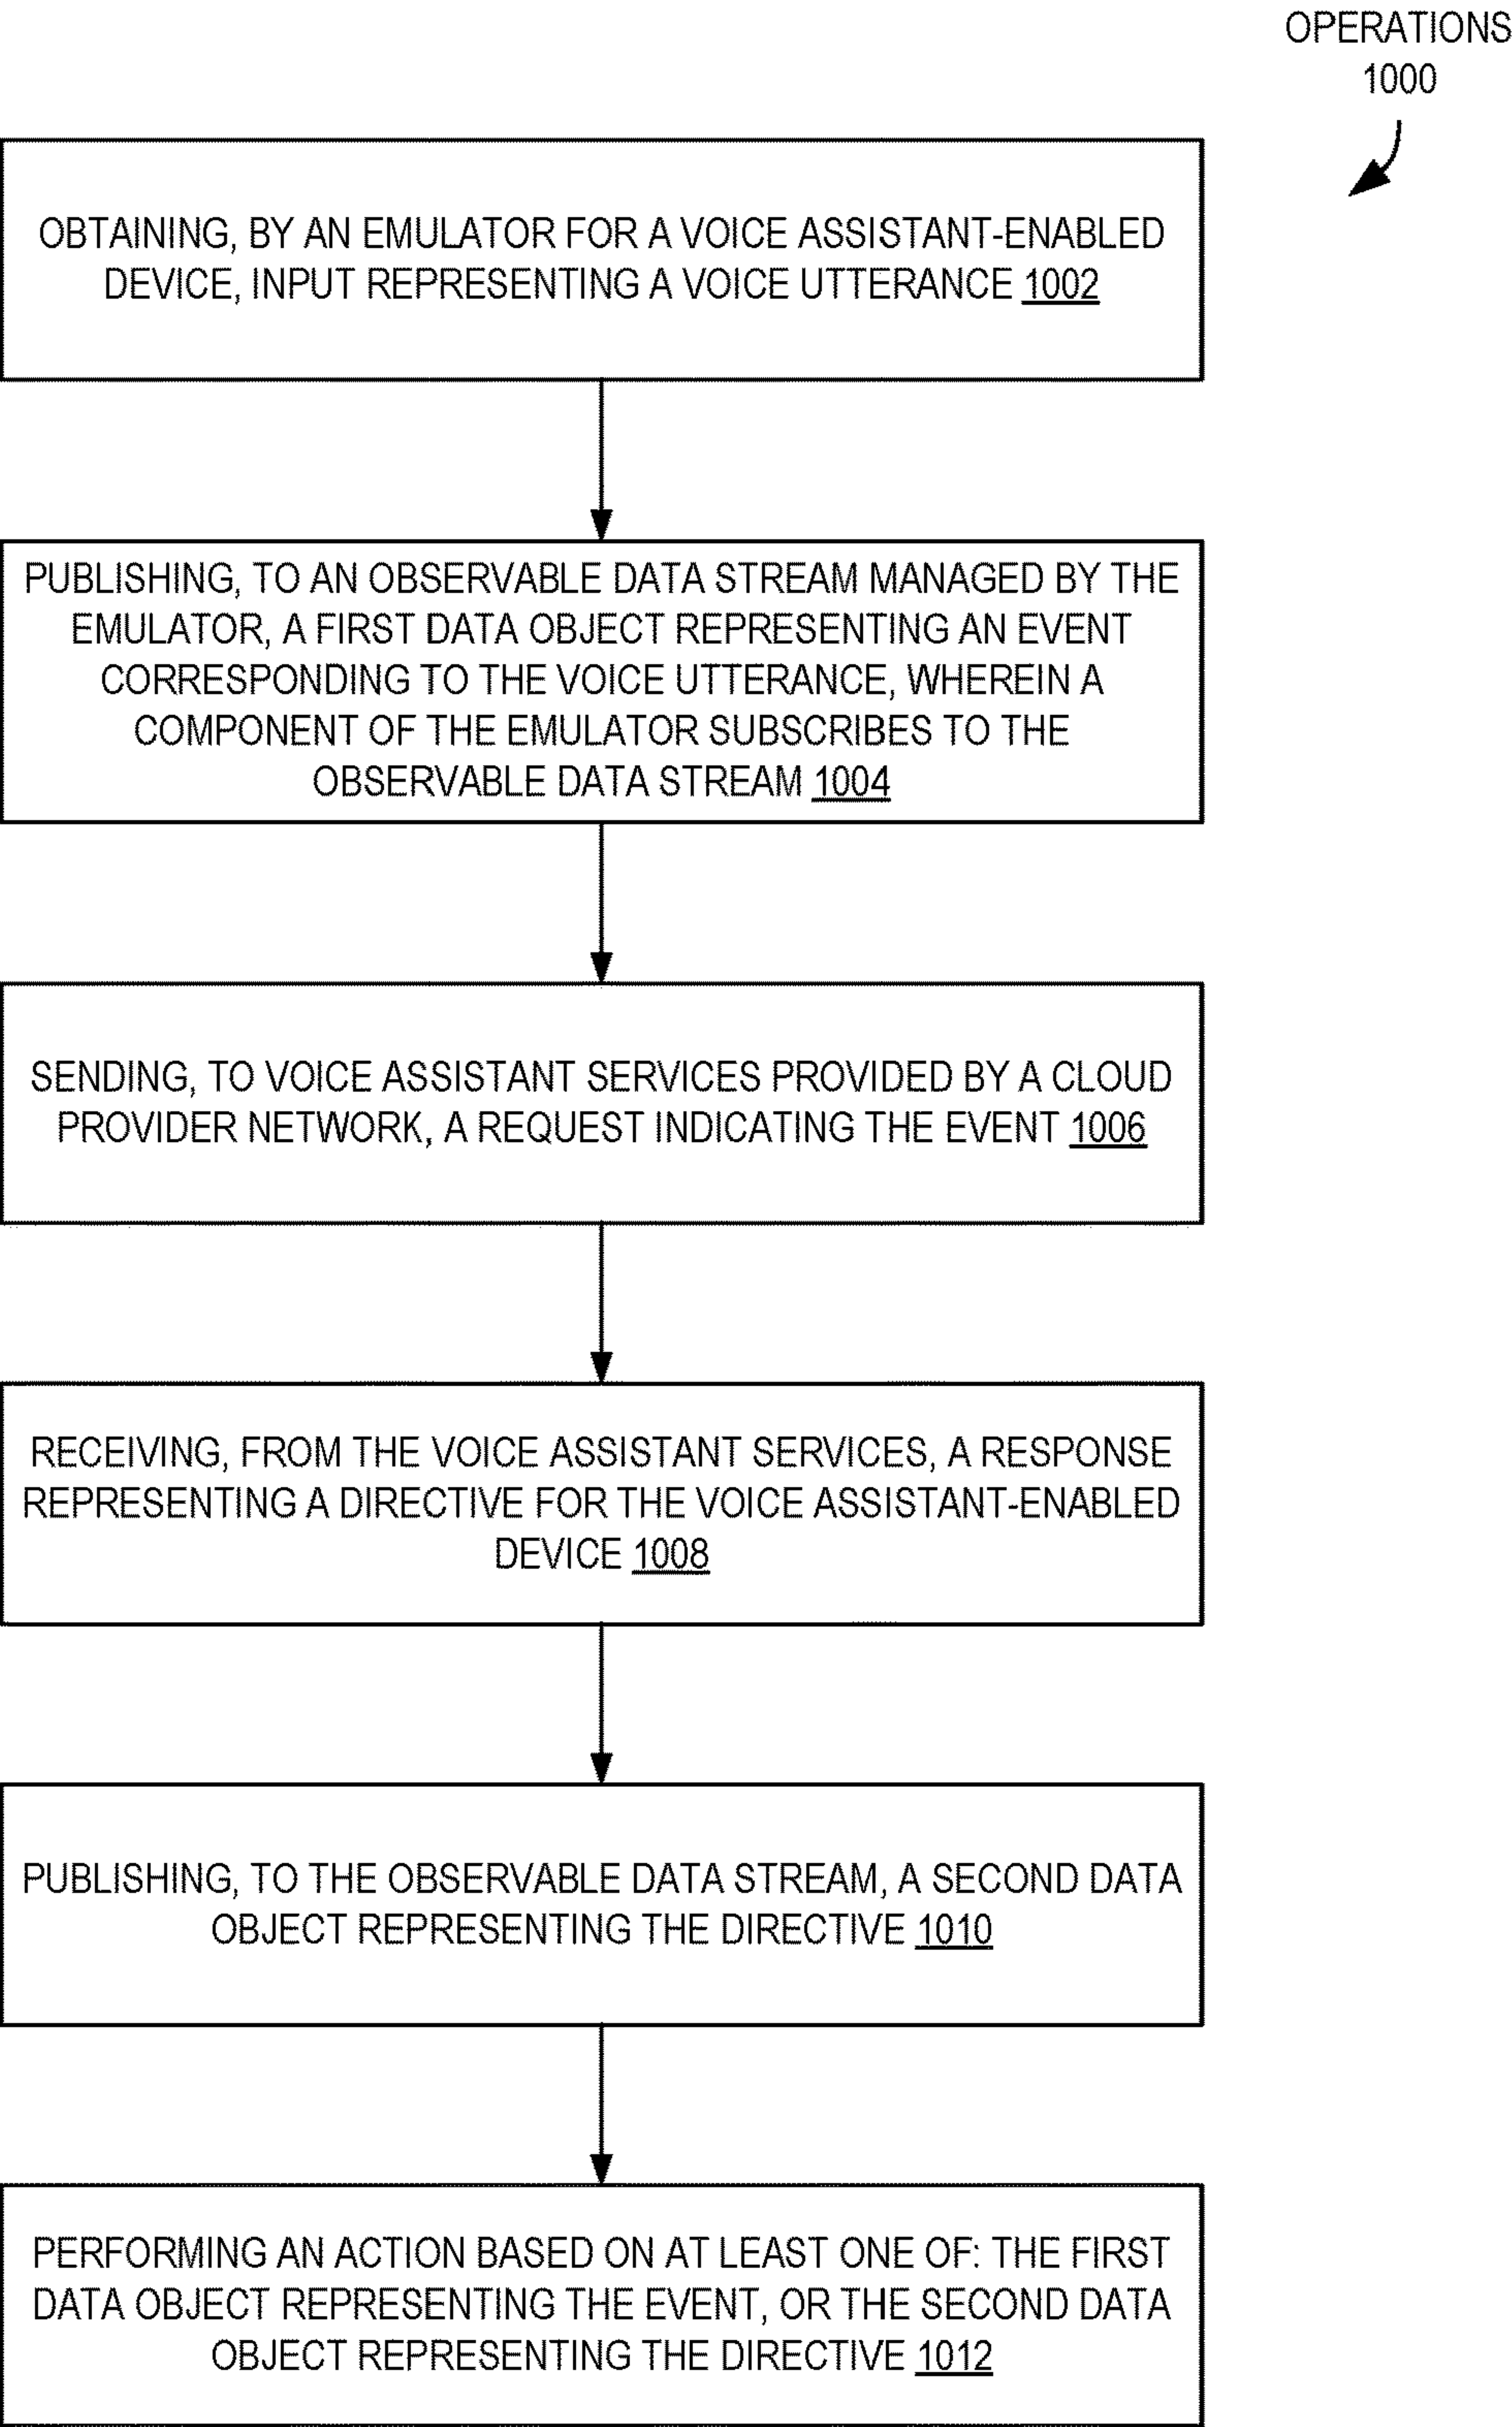 OPERATIONS
1000
OBTAINING, BY AN EMULATOR FOR A VOICE ASSISTANT-ENABLED
DEVICE, INPUT REPRESENTING A VOICE UTTERANCE 1002
PUBLISHING, TO AN OBSERVABLE DATA STREAM MANAGED BY THE
EMULATOR, A FIRST DATA OBJECT REPRESENTING AN EVENT
CORRESPONDING TO THE VOICE UTTERANCE, WHEREIN A
COMPONENT OF THE EMULATOR SUBSCRIBES TO THE
OBSERVABLE DATA STREAM 1004
SENDING, TO VOICE ASSISTANT SERVICES PROVIDED BY A CLOUD
PROVIDER NETWORK, A REQUEST INDICATING THE EVENT 1006
RECEIVING, FROM THE VOICE ASSISTANT SERVICES, A RESPONSE
REPRESENTING A DIRECTIVE FOR THE VOICE ASSISTANT-ENABLED
DEVICE 1008
PUBLISHING, TO THE OBSERVABLE DATA STREAM, A SECOND DATA
OBJECT REPRESENTING THE DIRECTIVE 1010
PERFORMING AN ACTION BASED ON AT LEAST ONE OF: THE FIRST
DATA OBJECT REPRESENTING THE EVENT, OR THE SECOND DATA
OBJECT REPRESENTING THE DIRECTIVE 1012